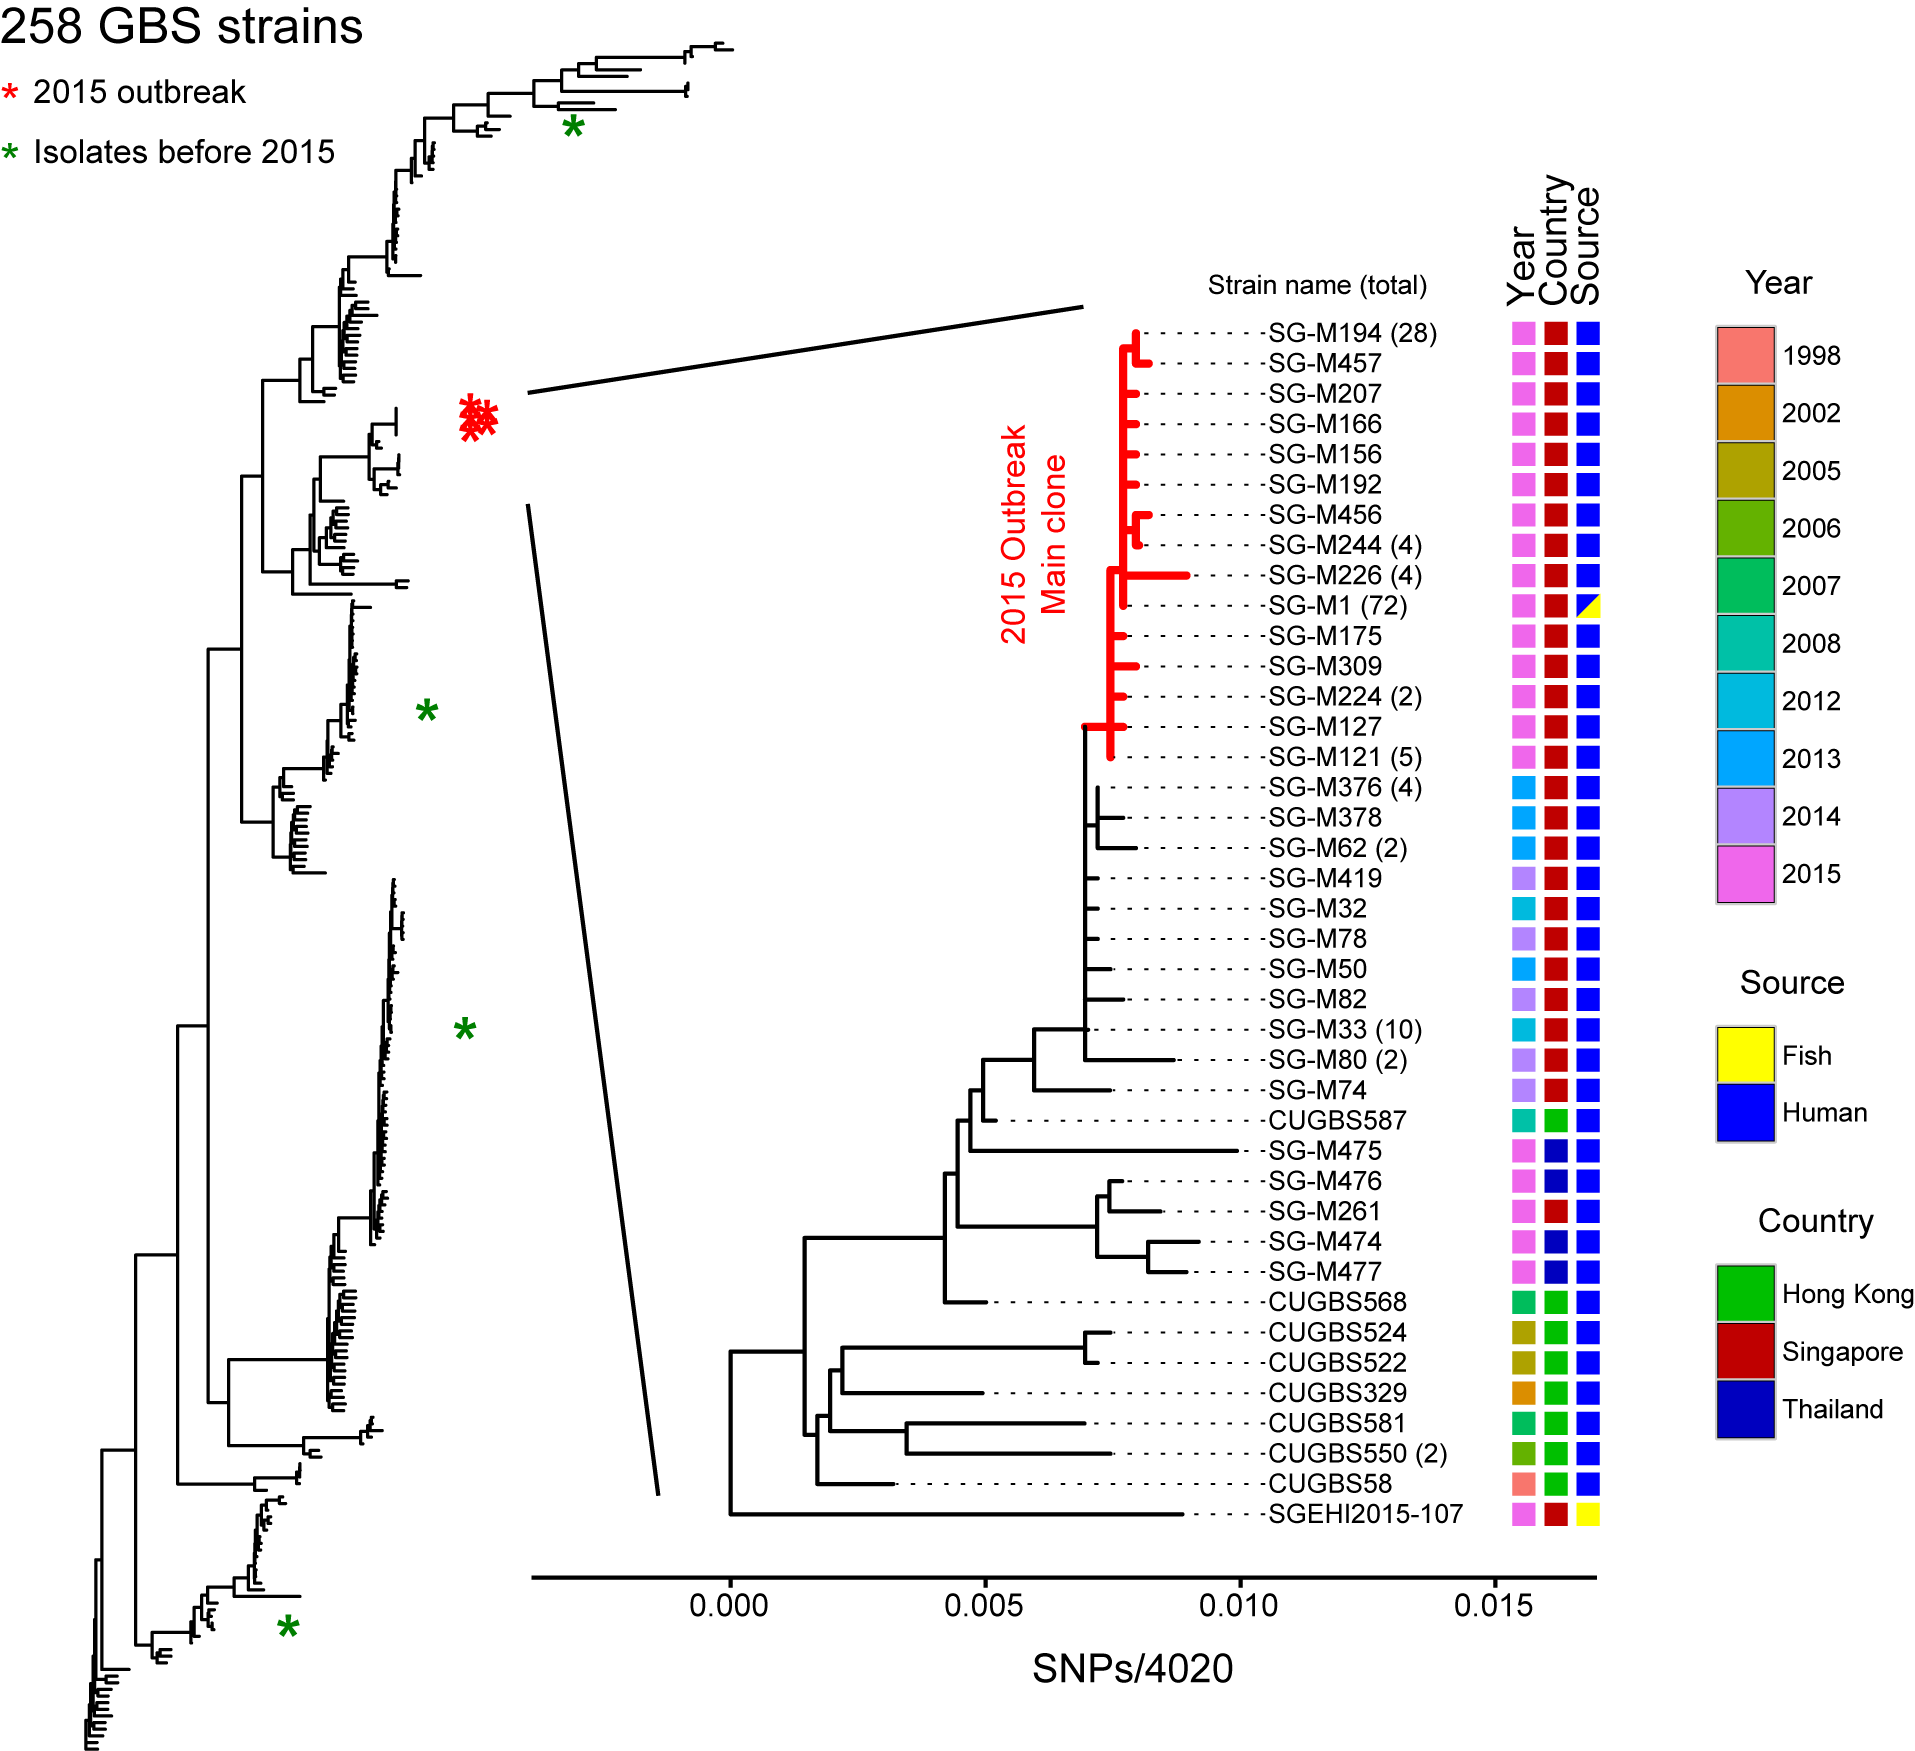 258 GBS strains
* 2015 outbreak
* Isolates before 2015
Strain name (total)
Year
Country
Source
2015 Outbreak
Main clone
SG-M194 (28)
SG-M457
SG-M207
SG-M166
SG-M156
SG-M192
SG-M456
SG-M244 (4)
SG-M226 (4)
SG-M1 (72)
SG-M175
SG-M309
SG-M224 (2)
SG-M127
SG-M121 (5)
SG-M376 (4)
SG-M378
SG-M62 (2)
SG-M419
SG-M32
SG-M78
SG-M50
SG-M82
SG-M33 (10)
SG-M80 (2)
SG-M74
CUGBS587
SG-M475
SG-M476
SG-M261
SG-M474
SG-M477
CUGBS568
CUGBS524
CUGBS522
CUGBS329
CUGBS581
CUGBS550 (2)
CUGBS58
SGEHI2015-107
0.000
0.005
0.010
0.015
SNPs/4020
Year
1998
2002
2005
2006
2007
2008
2012
2013
2014
2015
Source
Fish
Human
Country
Hong Kong
Singapore
Thailand